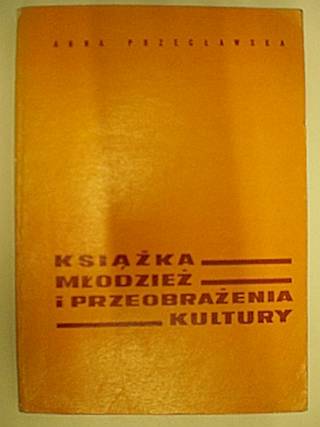 ANNA PRZECŁAWSKA
KSIĄŻKA
MŁODZIEŻ
i PRZEOBRAŻENIA
KULTURY